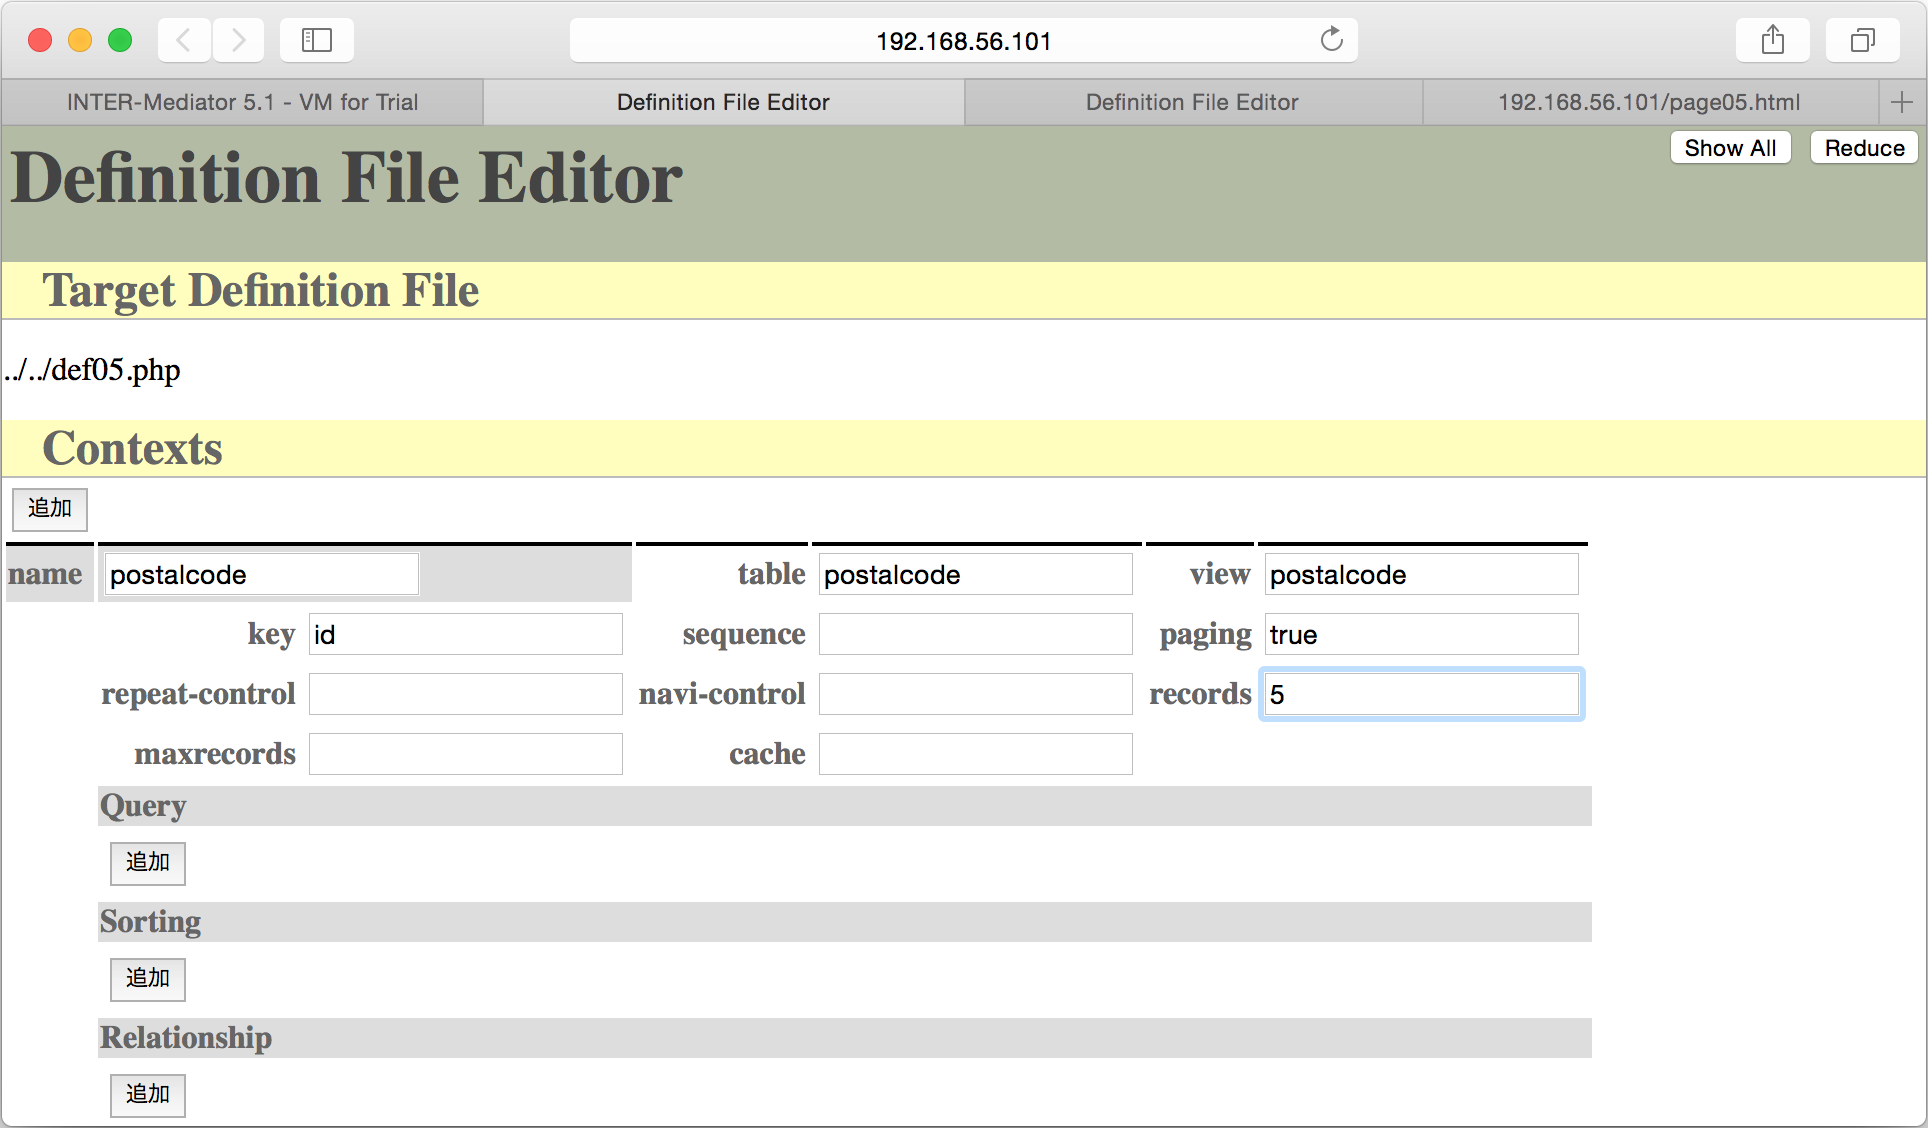 192.168.56.101
INTER-Mediator 5.1 - VM for Trial
Definition File Editor
Definition File Editor
192.168.56.101/page05.html
Show All
Reduce
Definition File Editor
Target Definition File
../../def05.php
Contexts
追加
name postalcode table postalcode view postalcode
key id sequence paging true
repeat-control navi-control records 5
maxrecords cache
Query
追加
Sorting
追加
Relationship
追加